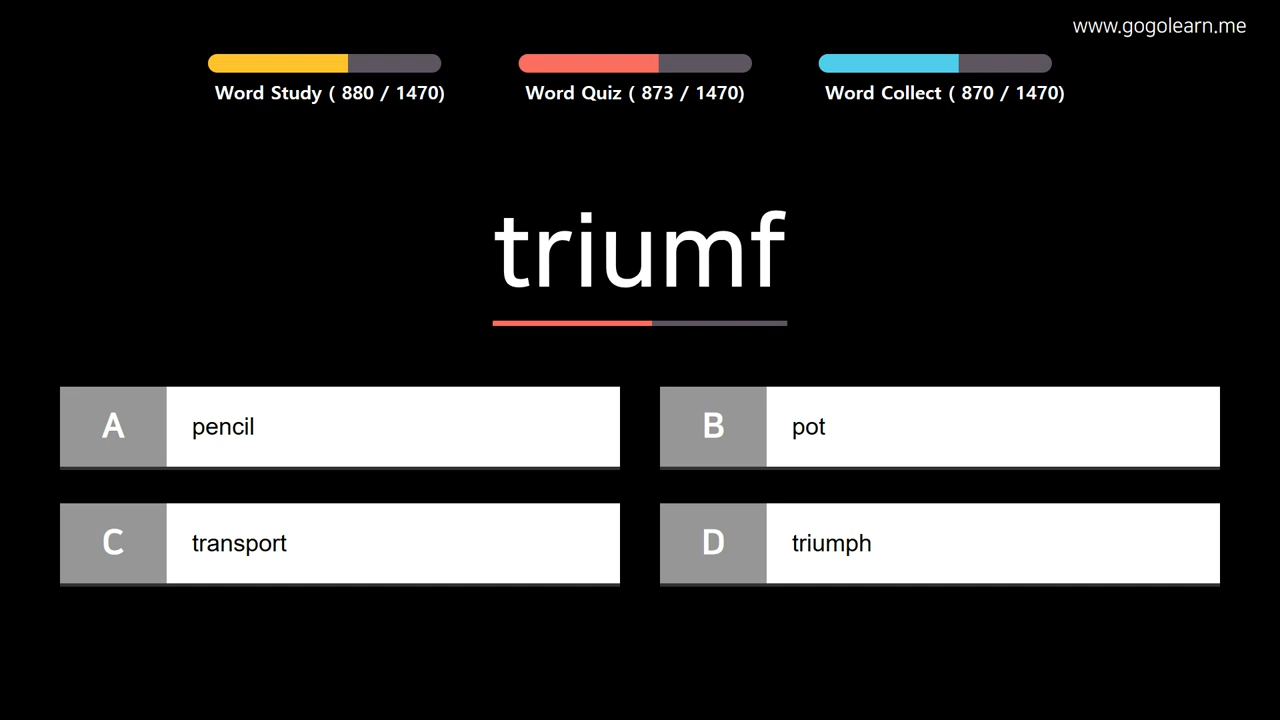 www.gogolearn.me
Word Study ( 880 / 1470)
Word Quiz ( 873 / 1470)
Word Collect ( 870 / 1470)
triumf
A pencil
B pot
C transport
D triumph